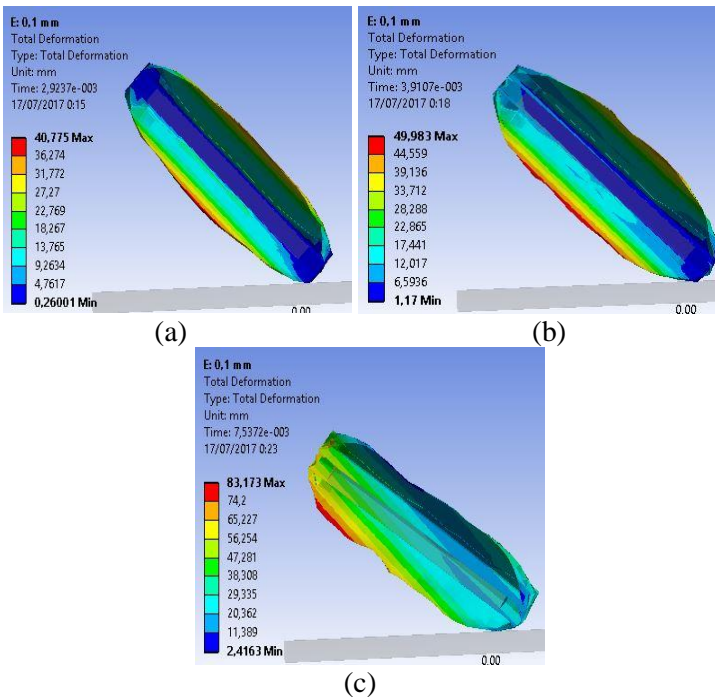 E: 0,1 mm
Total Deformation
Type: Total Deformation
Unit: mm
Time: 2,9237e-003
17/07/2017 0:15
40,775 Max
36,274
31,772
27,27
22,769
18,267
13,765
9,2634
4,7617
0,26001 Min
0.00
(a)
E: 0,1 mm
Total Deformation
Type: Total Deformation
Unit: mm
Time: 3,9107e-003
17/07/2017 0:18
49,983 Max
44,559
39,136
33,712
28,288
22,865
17,441
12,017
6,5936
1,17 Min
0.00
(b)
E: 0,1 mm
Total Deformation
Type: Total Deformation
Unit: mm
Time: 7,5372e-003
17/07/2017 0:23
83,173 Max
74,2
65,227
56,254
47,281
38,308
29,335
20,362
11,389
2,4163 Min
0.00
(c)